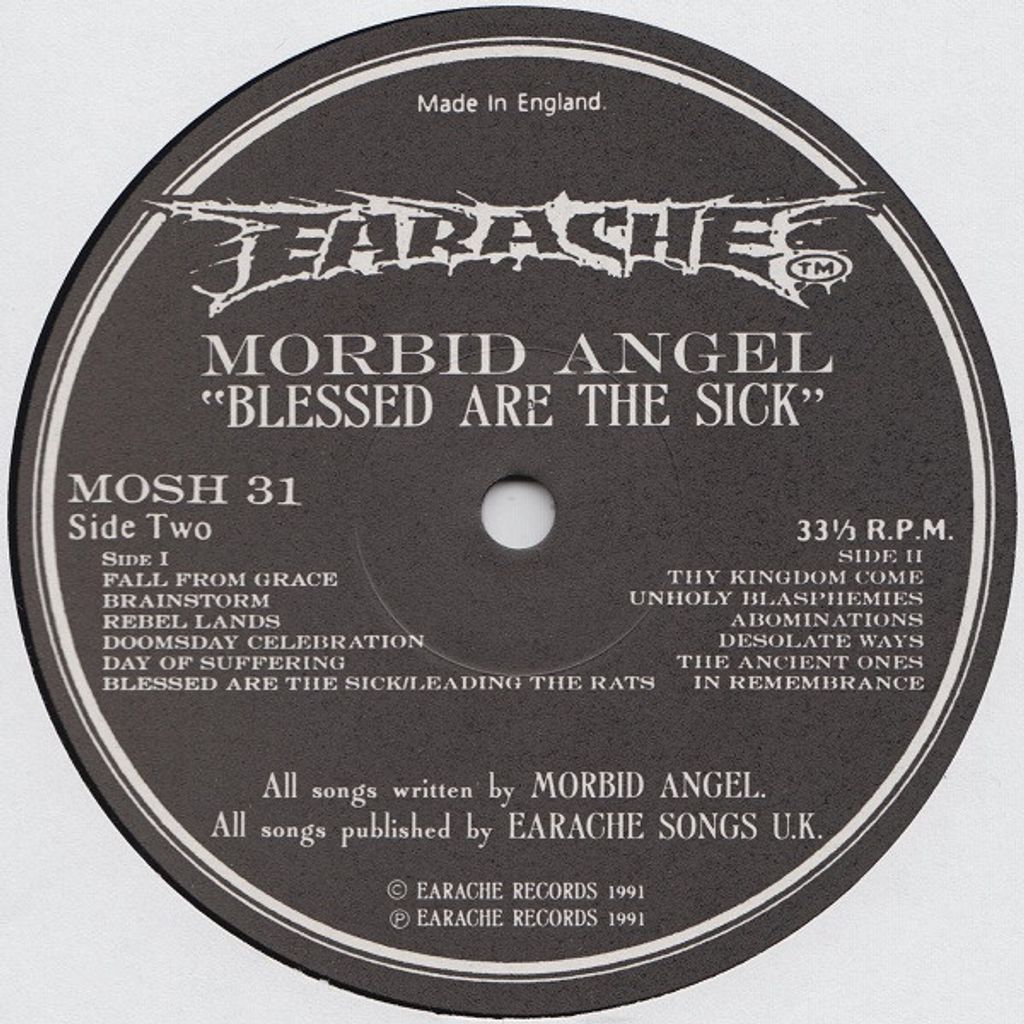 Made In England.
EARACHE TM
MORBID ANGEL
“BLESSED ARE THE SICK”
MOSH 31
Side Two
33⅓ R.P.M.
SIDE I
FALL FROM GRACE
BRAINSTORM
REBEL LANDS
DOOMSDAY CELEBRATION
DAY OF SUFFERING
BLESSED ARE THE SICK/LEADING THE RATS
SIDE II
THY KINGDOM COME
UNHOLY BLASPHEMIES
ABOMINATIONS
DESOLATE WAYS
THE ANCIENT ONES
IN REMEMBRANCE
All songs written by MORBID ANGEL.
All songs published by EARACHE SONGS U.K.
© EARACHE RECORDS 1991
℗ EARACHE RECORDS 1991